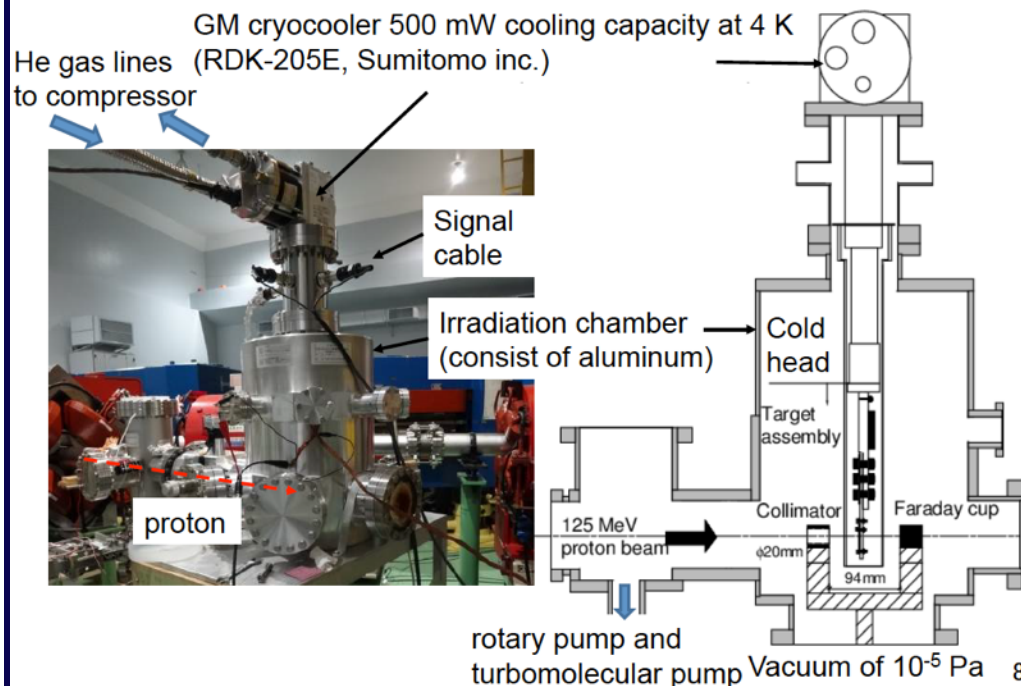 GM cryocooler 500 mW cooling capacity at 4 K
(RDK-205E, Sumitomo inc.)
He gas lines
to compressor
Signal
cable
Irradiation chamber
(consist of aluminum)
Cold
head
Target
assembly
proton
Collimator
Faraday cup
125 MeV
proton beam
φ20mm
94mm
rotary pump and
turbomolecular pump
Vacuum of 10⁻⁵ Pa
8